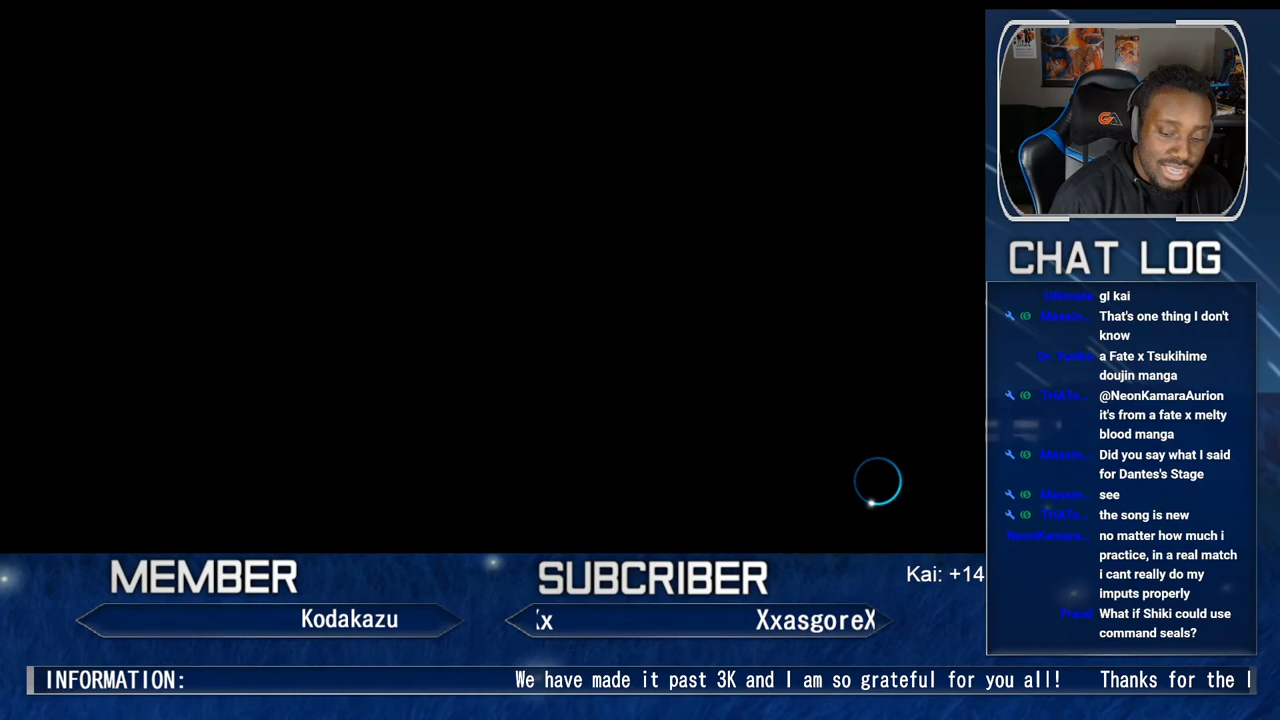 GA
CHAT LOG
Ultimate gl kai
That's one thing I don't
know
a Fate x Tsukihime
doujin manga
@NeonKamaraAurion
it's from a fate x melty
blood manga
Did you say what I said
for Dantes's Stage
see
the song is new
NeonKamara... no matter how much i
practice, in a real match
i cant really do my
imputs properly
What if Shiki could use
command seals?
Kai: +14
MEMBER
Kodakazu
SUBCRIBER
XxasgoreX
INFORMATION:
We have made it past 3K and I am so grateful for you all! Thanks for the